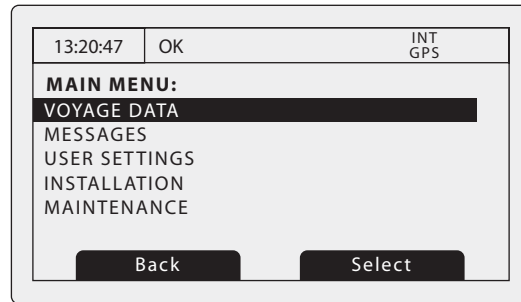 13:20:47 OK INT
GPS
MAIN MENU:
VOYAGE DATA
MESSAGES
USER SETTINGS
INSTALLATION
MAINTENANCE
Back Select